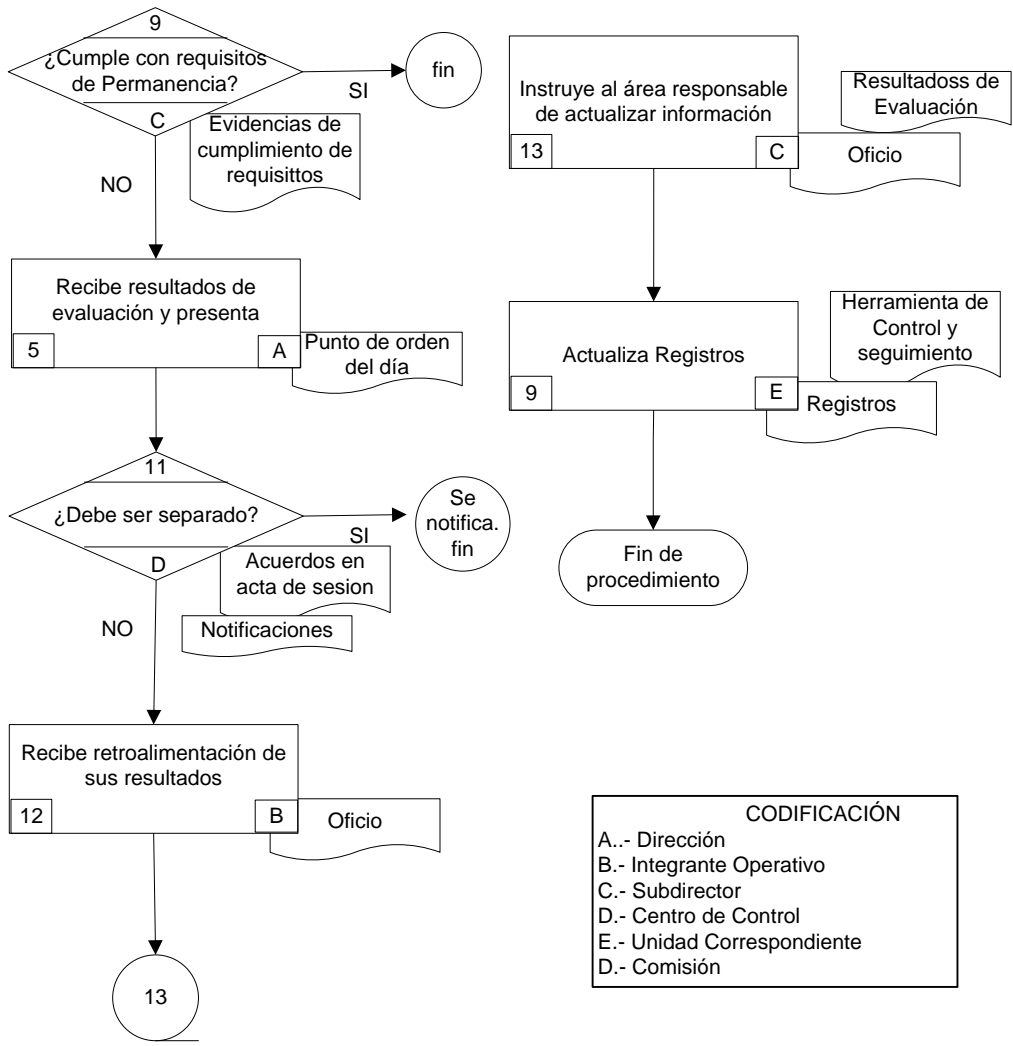 9
¿Cumple con requisitos
de Permanencia?
C
SI
fin
Evidencias de
cumplimiento de
requisittos
NO
Recibe resultados de
evaluación y presenta
5
A
Punto de orden
del día
11
¿Debe ser separado?
D
SI
Se
notifica.
fin
Acuerdos en
acta de sesion
Notificaciones
NO
Recibe retroalimentación de
sus resultados
12
B
Oficio
13
Instruye al área responsable
de actualizar información
13
C
Resultadoss de
Evaluación
Oficio
Actualiza Registros
9
E
Herramienta de
Control y
seguimiento
Registros
Fin de
procedimiento
CODIFICACIÓN
A..- Dirección
B.- Integrante Operativo
C.- Subdirector
D.- Centro de Control
E.- Unidad Correspondiente
D.- Comisión